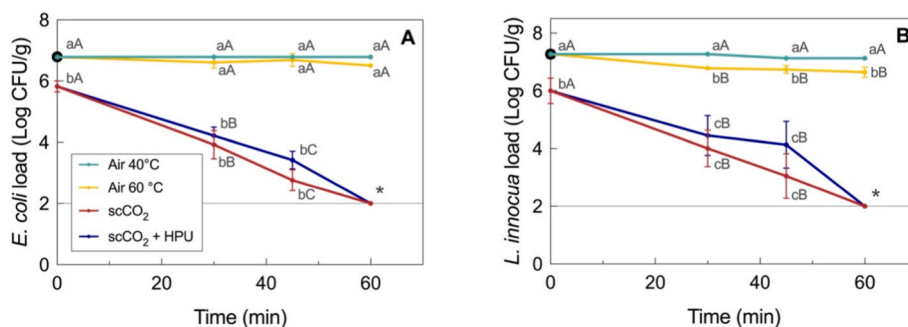 A
E. coli load (Log CFU/g)
8
6
4
2
0
aA
aA
aA
aA
aA
aA
aA
bA
bB
bB
bC
bC
*
Air 40°C
Air 60 °C
scCO₂
scCO₂ + HPU
0
20
40
60
Time (min)
B
L. innocua load (Log CFU/g)
8
6
4
2
0
aA
aA
aA
aA
bB
bB
bB
bA
cB
cB
cB
cB
*
0
20
40
60
Time (min)